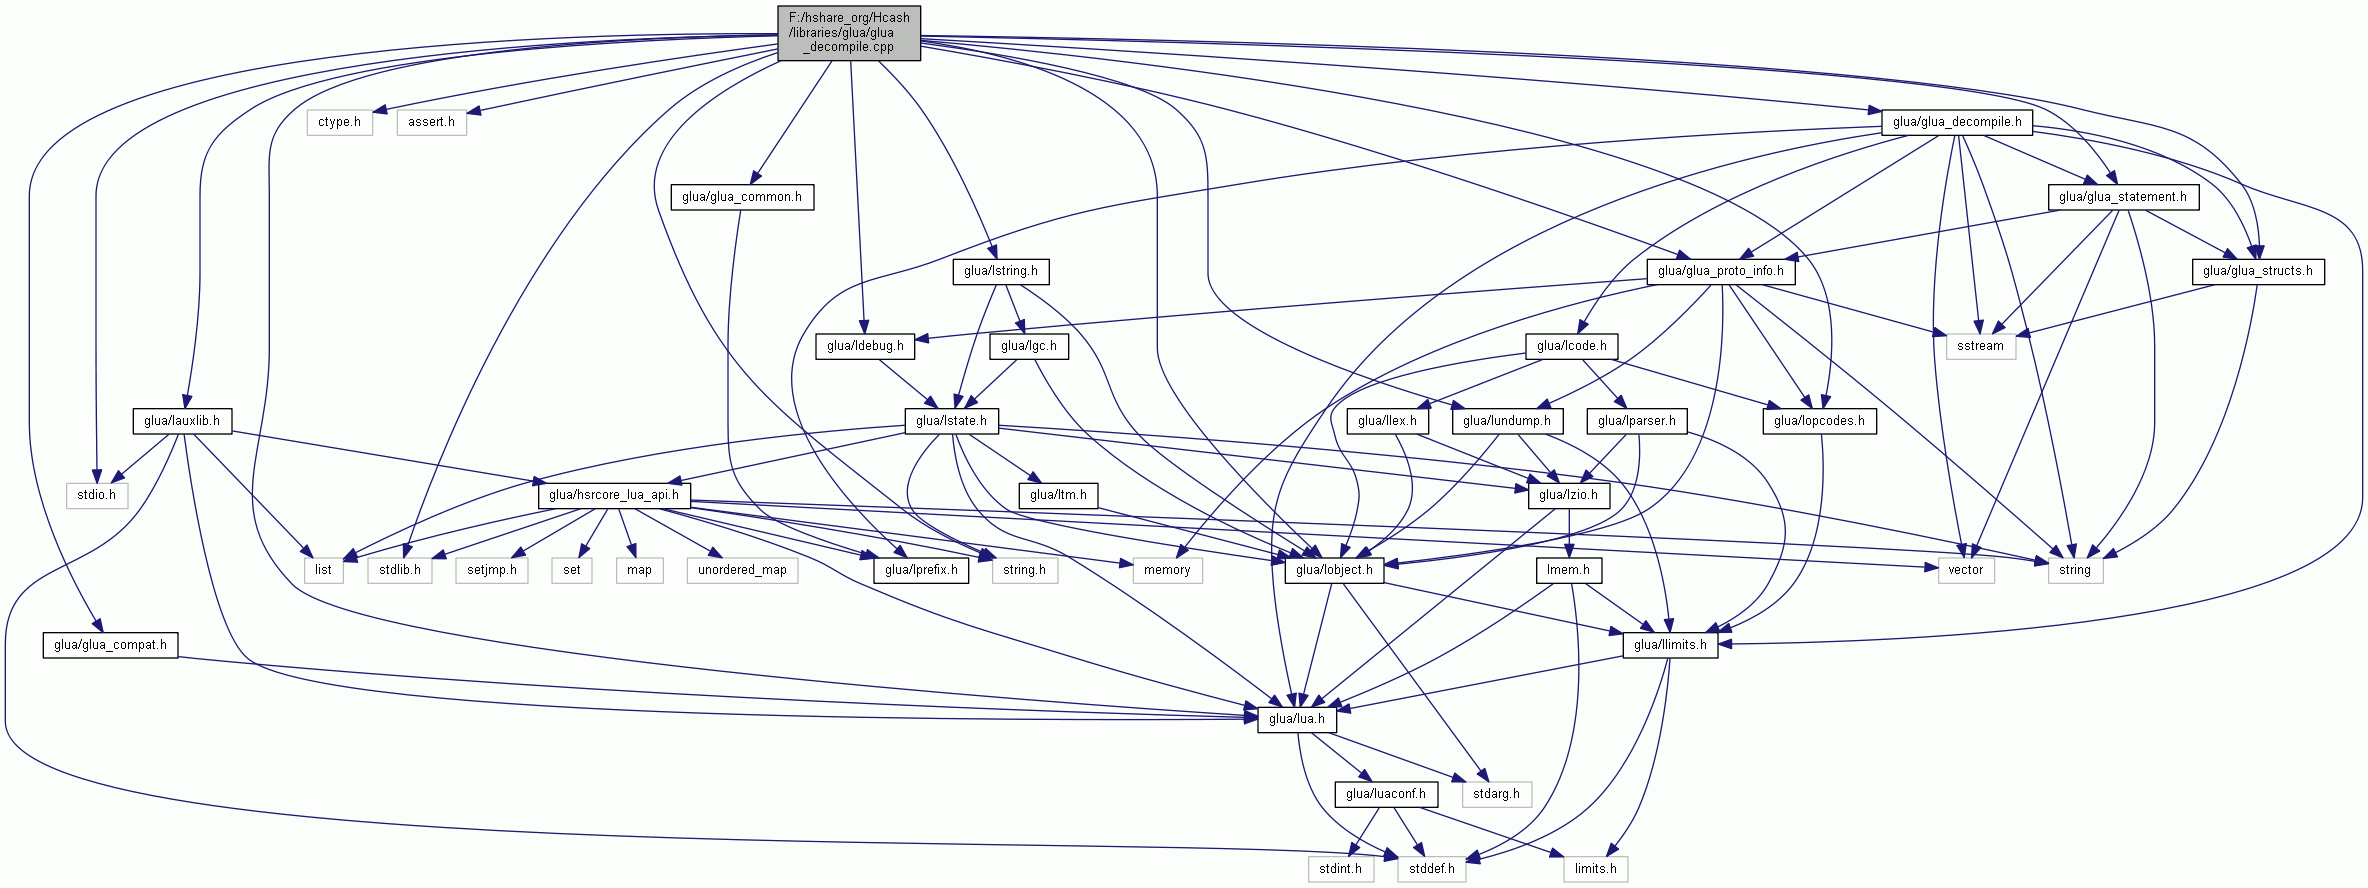 F:/hshare_org/Hcash
/libraries/glua/glua
_decompile.cpp
ctype.h
assert.h
glua/glua_decompile.h
glua/glua_common.h
glua/glua_statement.h
glua/lstring.h
glua/glua_proto_info.h
glua/glua_structs.h
glua/ldebug.h
glua/lgc.h
glua/lcode.h
sstream
glua/lauxlib.h
glua/lstate.h
glua/llex.h
glua/lundump.h
glua/lparser.h
glua/lopcodes.h
stdio.h
glua/hsrcore_lua_api.h
glua/ltm.h
glua/lzio.h
list
stdlib.h
setjmp.h
set
map
unordered_map
glua/lprefix.h
string.h
memory
glua/lobject.h
lmem.h
vector
string
glua/glua_compat.h
glua/llimits.h
glua/lua.h
glua/luaconf.h
stdarg.h
stdint.h
stddef.h
limits.h